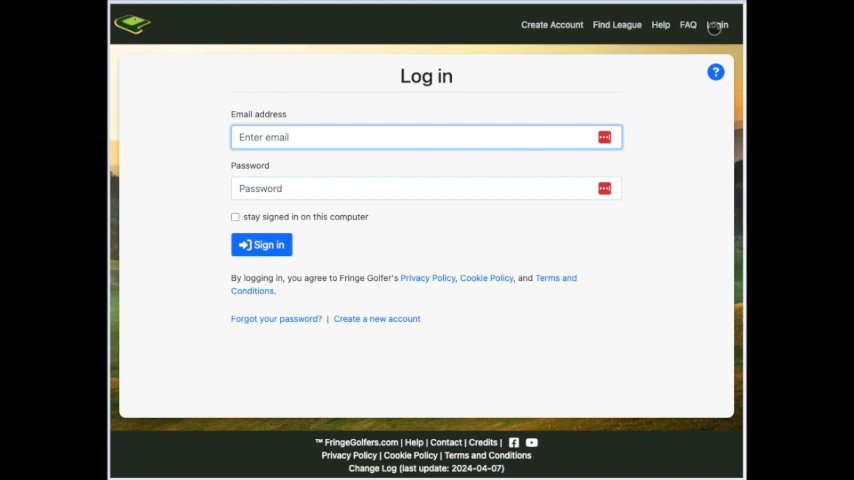 Create Account Find League Help FAQ Login
Log in
?
Email address
Enter email
Password
Password
stay signed in on this computer
Sign in
By logging in, you agree to Fringe Golfer's Privacy Policy, Cookie Policy, and Terms and
Conditions.
Forgot your password? | Create a new account
™ FringeGolfers.com | Help | Contact | Credits |
Privacy Policy | Cookie Policy | Terms and Conditions
Change Log (last update: 2024-04-07)